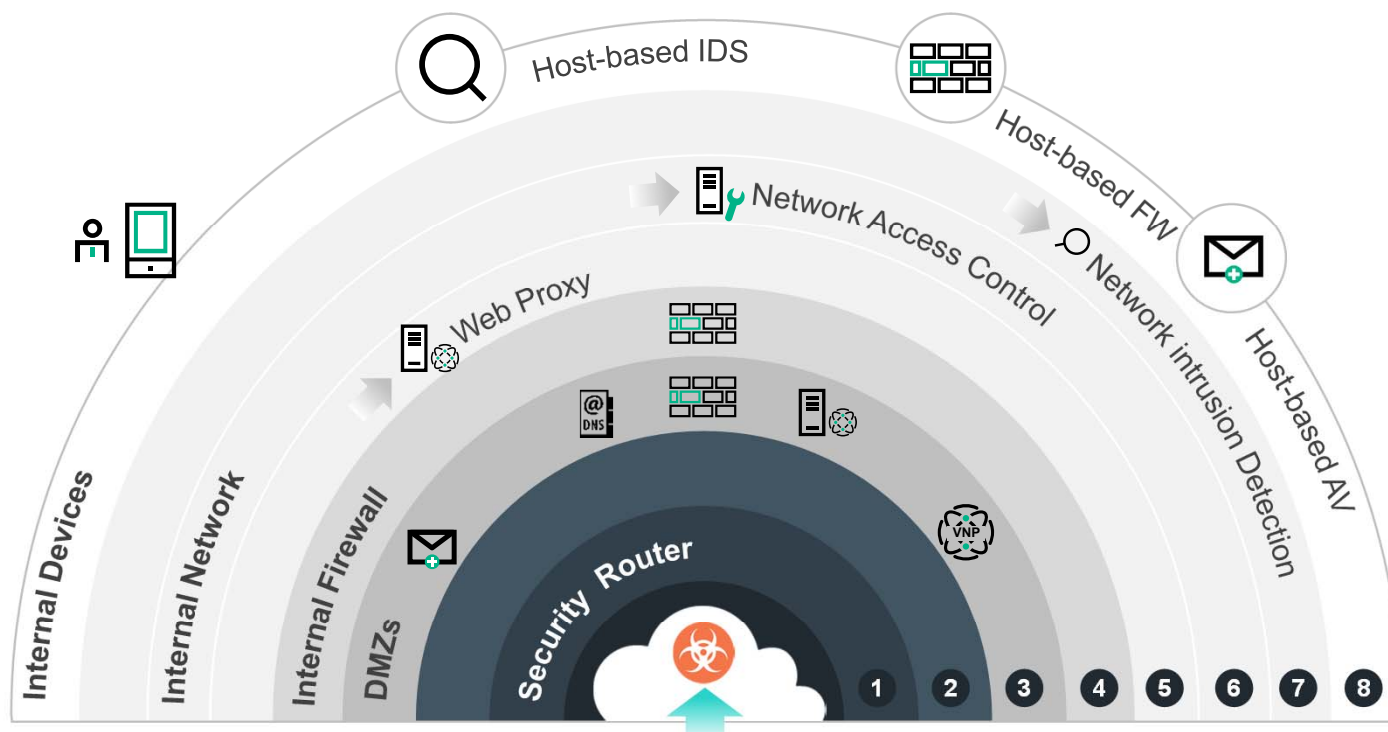 Host-based IDS
Host-based FW
Host-based AV
Network Access Control
Network intrusion Detection
Web Proxy
@
DNS
VNP
Internal Devices
Internal Network
Internal Firewall
DMZs
Security Router
1
2
3
4
5
6
7
8